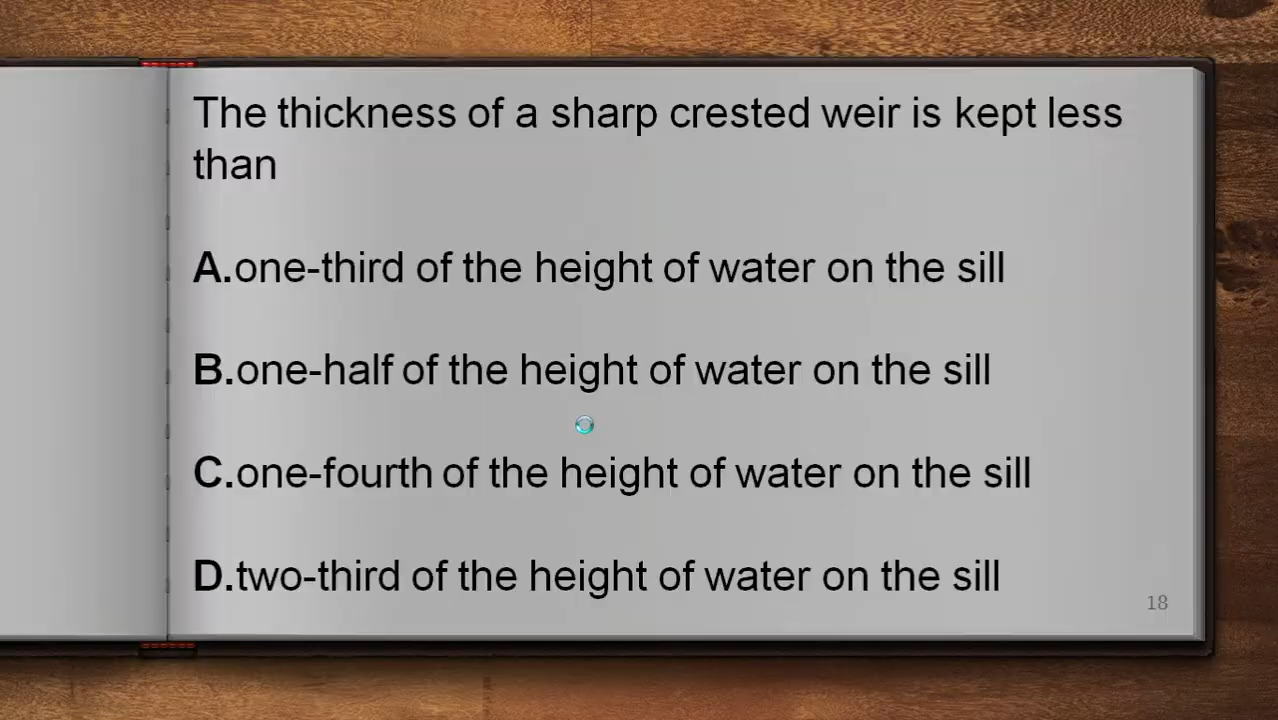 The thickness of a sharp crested weir is kept less
than
A.one-third of the height of water on the sill
B.one-half of the height of water on the sill
C.one-fourth of the height of water on the sill
D.two-third of the height of water on the sill
18